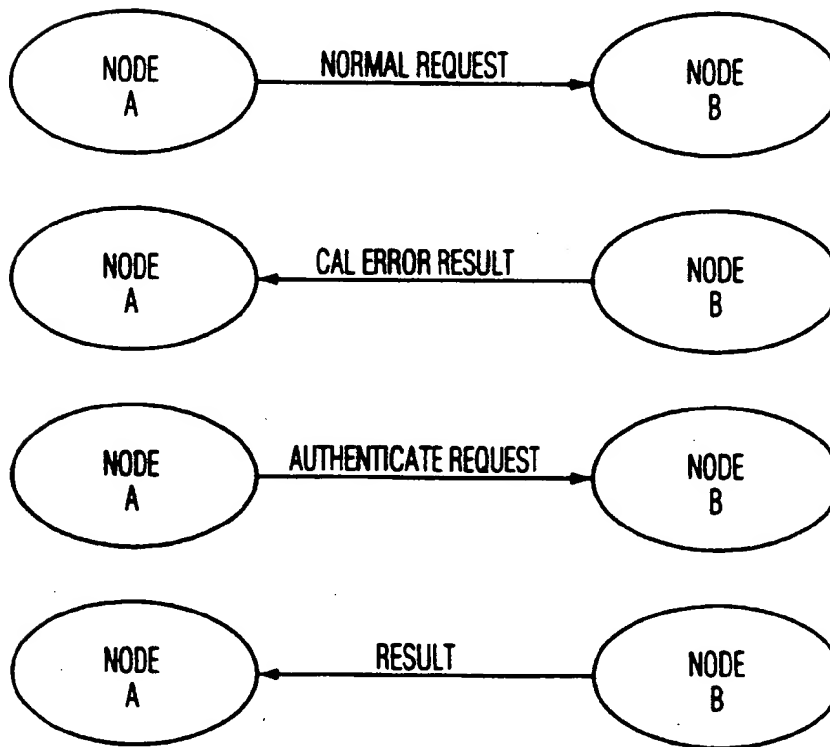 NODE
A
NORMAL REQUEST
NODE
B
NODE
A
CAL ERROR RESULT
NODE
B
NODE
A
AUTHENTICATE REQUEST
NODE
B
NODE
A
RESULT
NODE
B